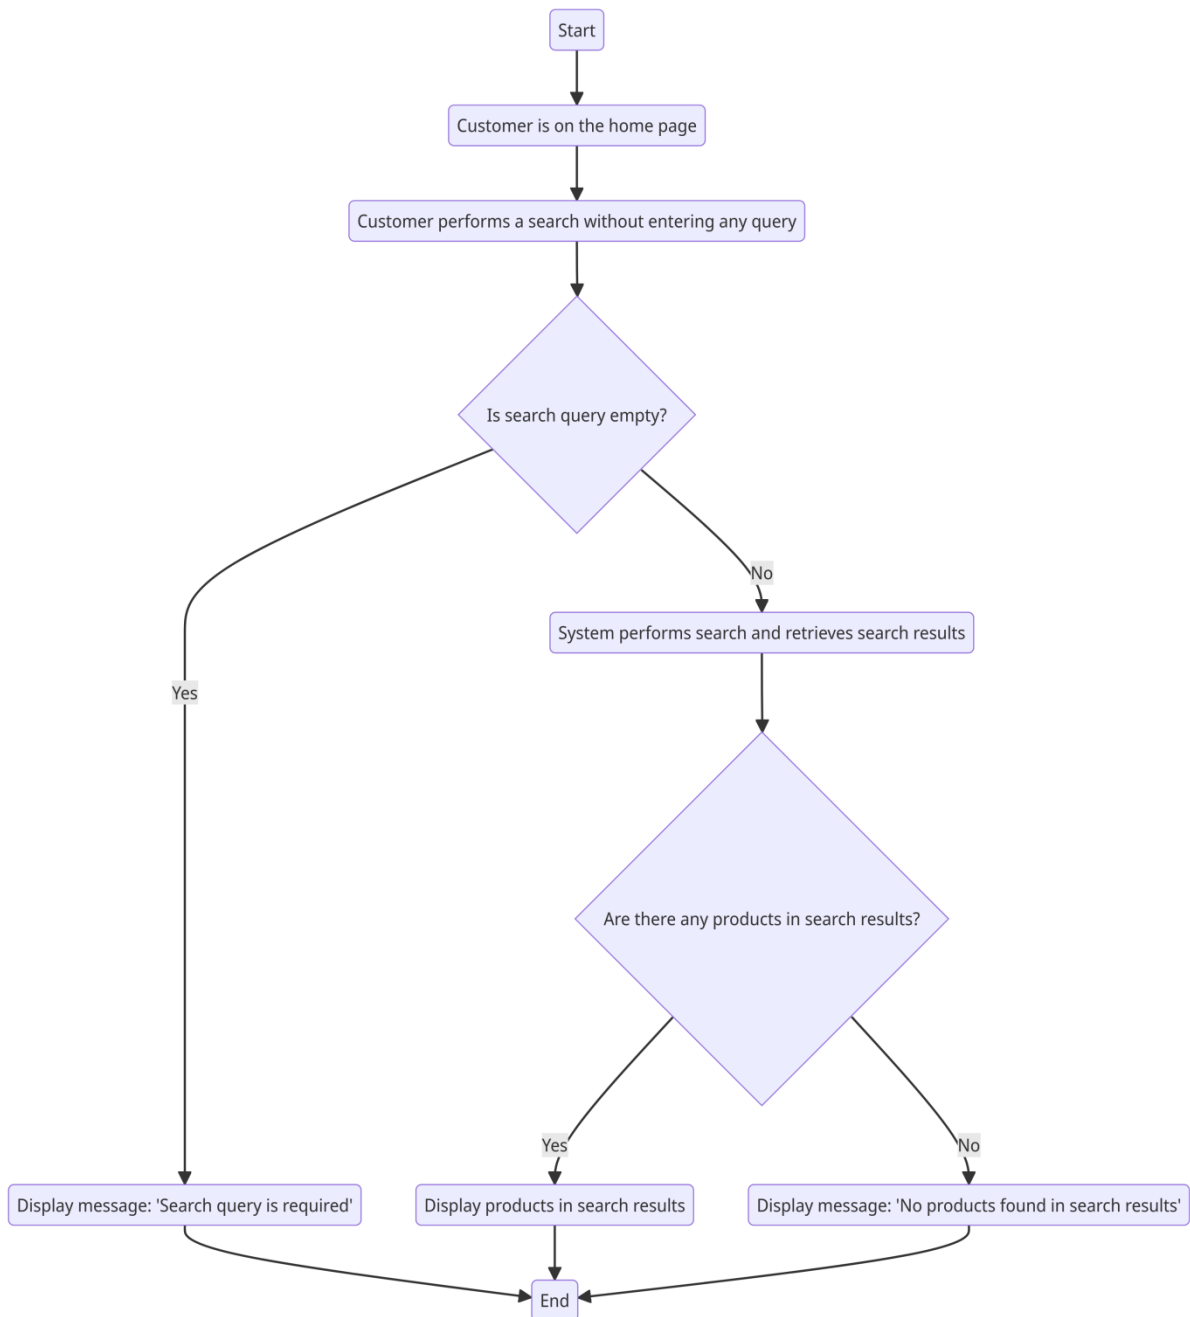 Start
Customer is on the home page
Customer performs a search without entering any query
Is search query empty?
No
System performs search and retrieves search results
Yes
Are there any products in search results?
Yes
No
Display message: 'Search query is required'
Display products in search results
Display message: 'No products found in search results'
End